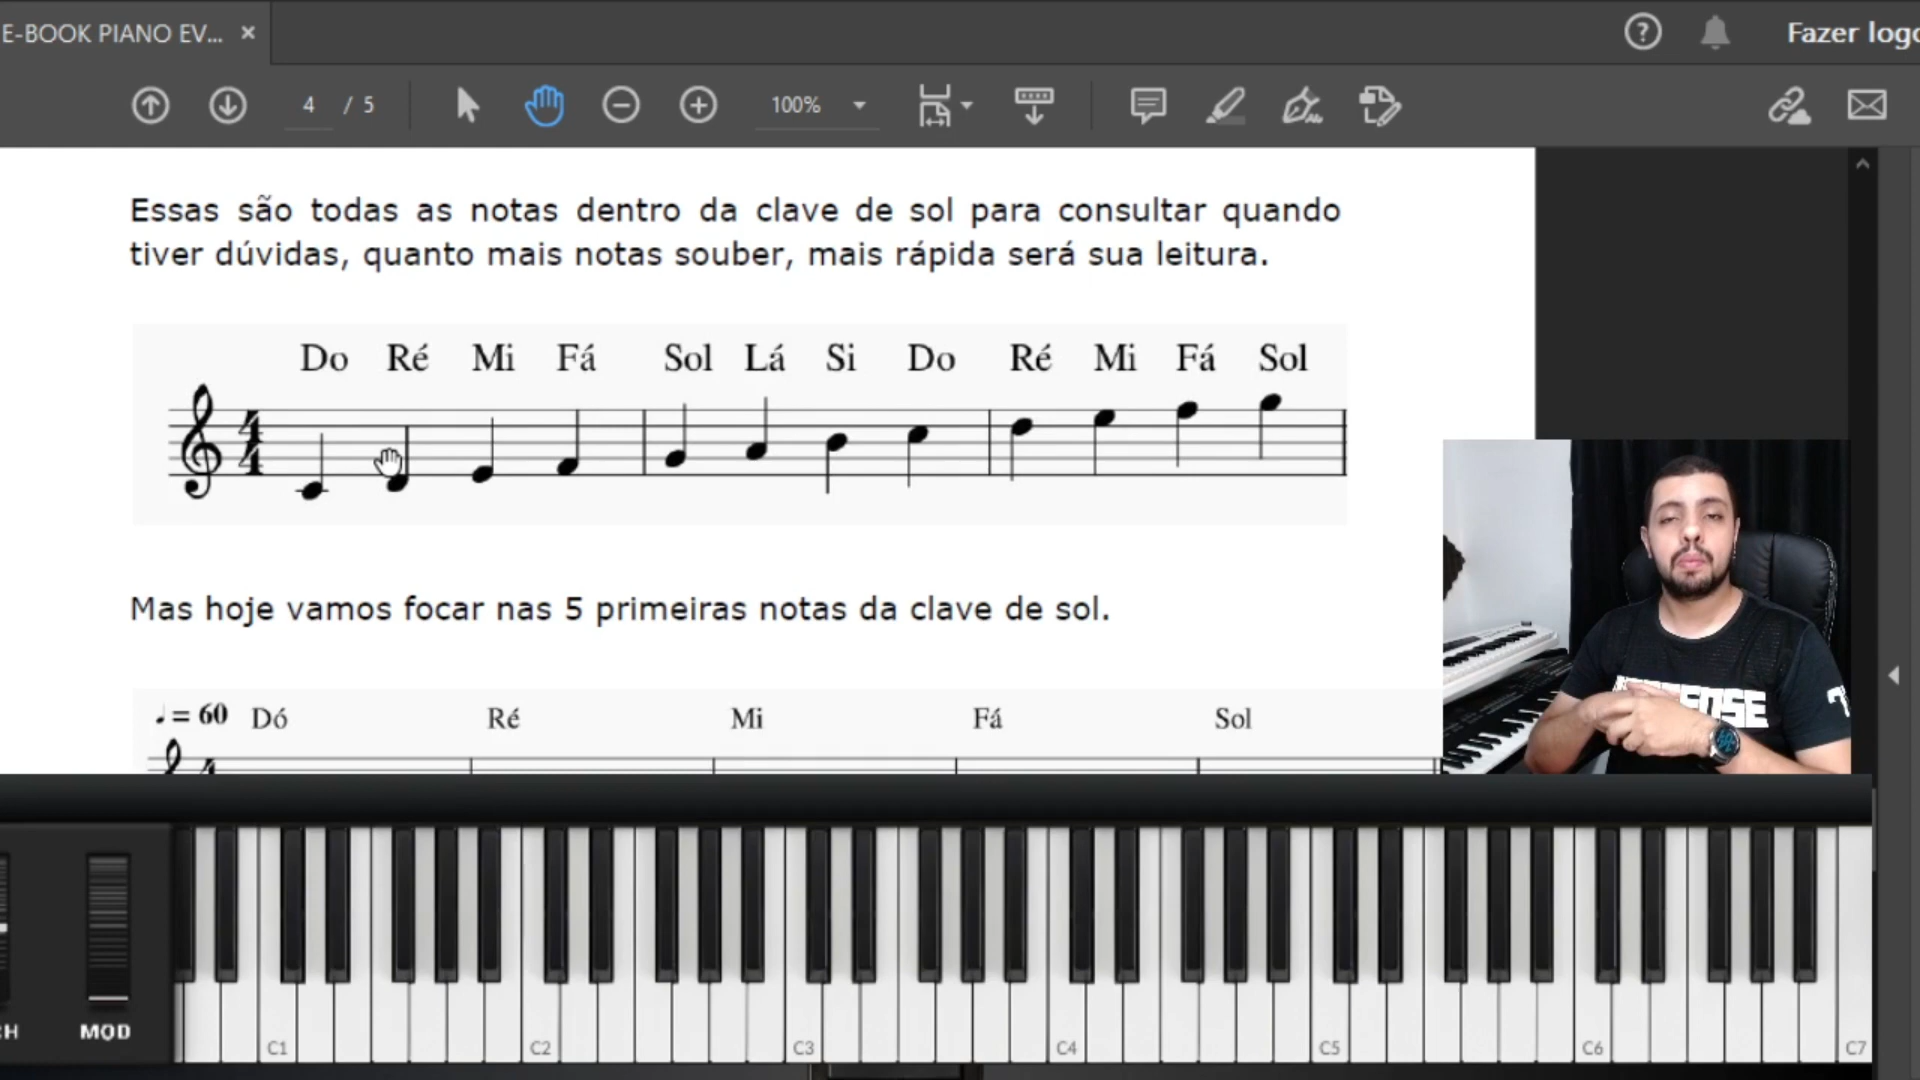 E-BOOK PIANO EV...
Fazer logo
4 / 5
100%
Essas são todas as notas dentro da clave de sol para consultar quando
tiver dúvidas, quanto mais notas souber, mais rápida será sua leitura.
Do Ré Mi Fá Sol Lá Si Do Ré Mi Fá Sol
4
4
Mas hoje vamos focar nas 5 primeiras notas da clave de sol.
♩= 60 Dó Ré Mi Fá Sol
MOD
C1 C2 C3 C4 C5 C6 C7